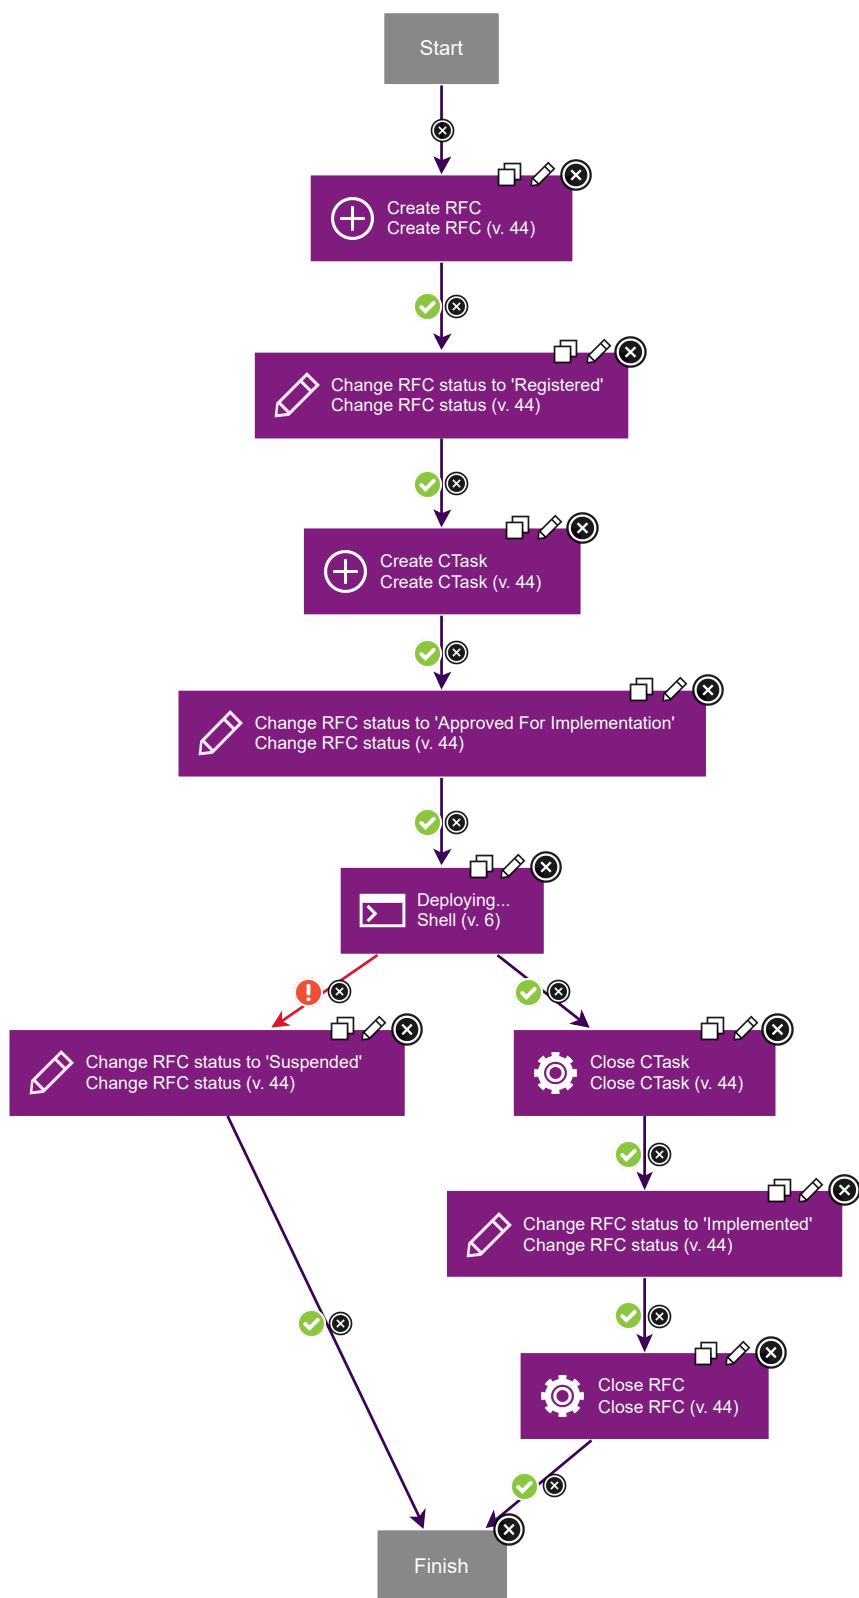 Start
Create RFC
Create RFC (v. 44)
Change RFC status to 'Registered'
Change RFC status (v. 44)
Create CTask
Create CTask (v. 44)
Change RFC status to 'Approved For Implementation'
Change RFC status (v. 44)
Deploying...
Shell (v. 6)
Change RFC status to 'Suspended'
Change RFC status (v. 44)
Close CTask
Close CTask (v. 44)
Change RFC status to 'Implemented'
Change RFC status (v. 44)
Close RFC
Close RFC (v. 44)
Finish